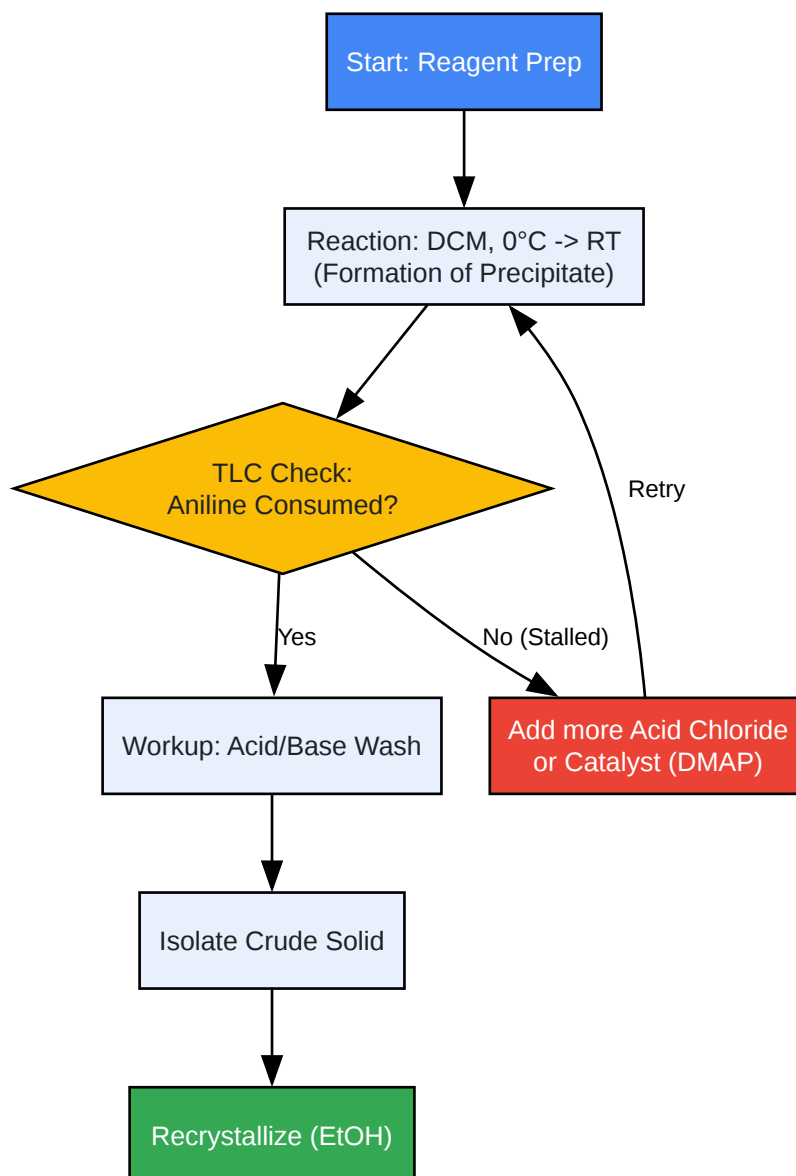 Start: Reagent Prep
Reaction: DCM, 0°C -> RT
(Formation of Precipitate)
TLC Check:
Aniline Consumed?
Retry
Yes
No (Stalled)
Workup: Acid/Base Wash
Add more Acid Chloride
or Catalyst (DMAP)
Isolate Crude Solid
Recrystallize (EtOH)